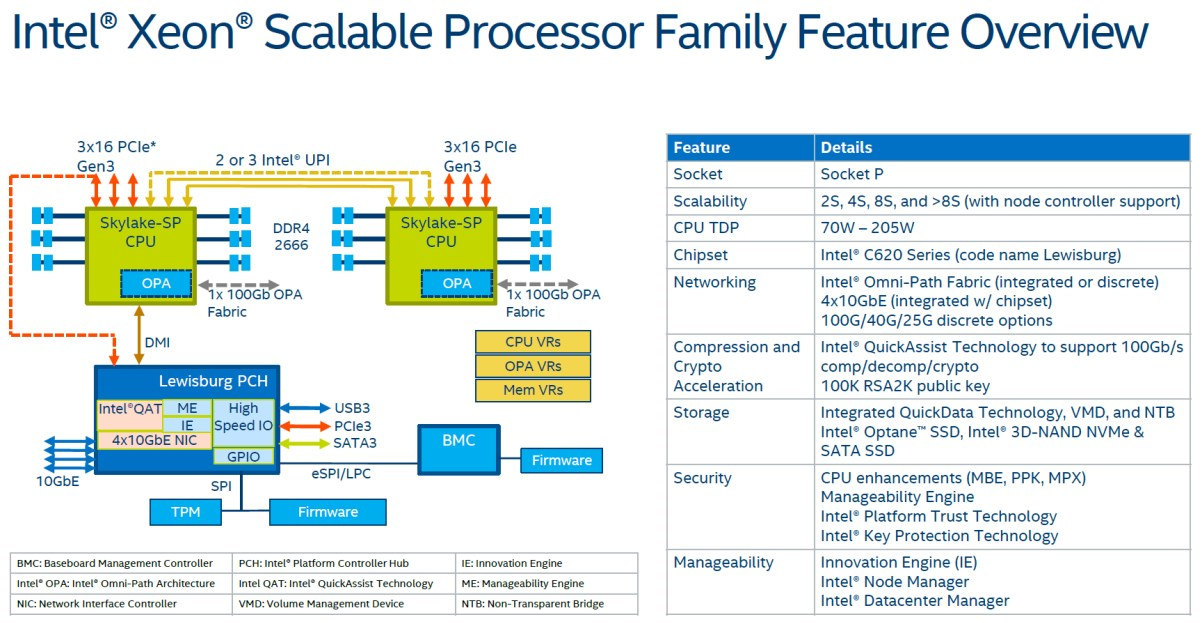 Intel® Xeon® Scalable Processor Family Feature Overview
3x16 PCIe*
Gen3
2 or 3 Intel® UPI
3x16 PCIe
Gen3
Skylake-SP
CPU
DDR4
2666
Skylake-SP
CPU
OPA
1x 100Gb OPA
Fabric
OPA
1x 100Gb OPA
Fabric
DMI
CPU VRs
OPA VRs
Mem VRs
Lewisburg PCH
Intel®QAT
ME
IE
High
Speed IO
4x10GbE NIC
GPIO
USB3
PCIe3
SATA3
10GbE
BMC
Firmware
eSPI/LPC
SPI
TPM
Firmware
BMC: Baseboard Management Controller
PCH: Intel® Platform Controller Hub
IE: Innovation Engine
Intel® OPA: Intel® Omni-Path Architecture
Intel QAT: Intel® QuickAssist Technology
ME: Manageability Engine
NIC: Network Interface Controller
VMD: Volume Management Device
NTB: Non-Transparent Bridge
Feature Details
Socket Socket P
Scalability 2S, 4S, 8S, and >8S (with node controller support)
CPU TDP 70W – 205W
Chipset Intel® C620 Series (code name Lewisburg)
Networking Intel® Omni-Path Fabric (integrated or discrete)
4x10GbE (integrated w/ chipset)
100G/40G/25G discrete options
Compression and Intel® QuickAssist Technology to support 100Gb/s
Crypto comp/decomp/crypto
Acceleration 100K RSA2K public key
Storage Integrated QuickData Technology, VMD, and NTB
Intel® Optane™ SSD, Intel® 3D-NAND NVMe &
SATA SSD
Security CPU enhancements (MBE, PPK, MPX)
Manageability Engine
Intel® Platform Trust Technology
Intel® Key Protection Technology
Manageability Innovation Engine (IE)
Intel® Node Manager
Intel® Datacenter Manager